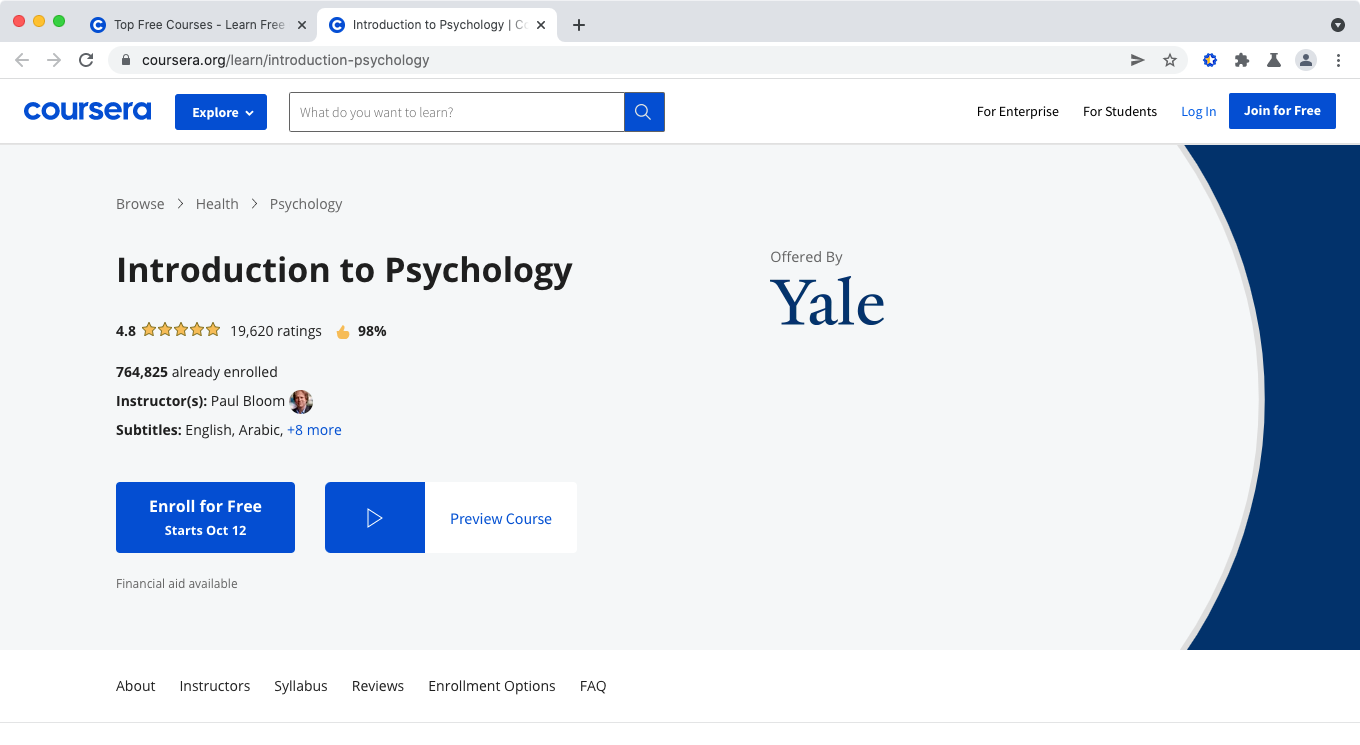 Top Free Courses - Learn Free
Introduction to Psychology | Co
coursera.org/learn/introduction-psychology
coursera
Explore
What do you want to learn?
For Enterprise
For Students
Log In
Join for Free
Browse > Health > Psychology
Introduction to Psychology
Offered By
Yale
4.8 19,620 ratings 98%
764,825 already enrolled
Instructor(s): Paul Bloom
Subtitles: English, Arabic, +8 more
Enroll for Free
Starts Oct 12
Preview Course
Financial aid available
About Instructors Syllabus Reviews Enrollment Options FAQ